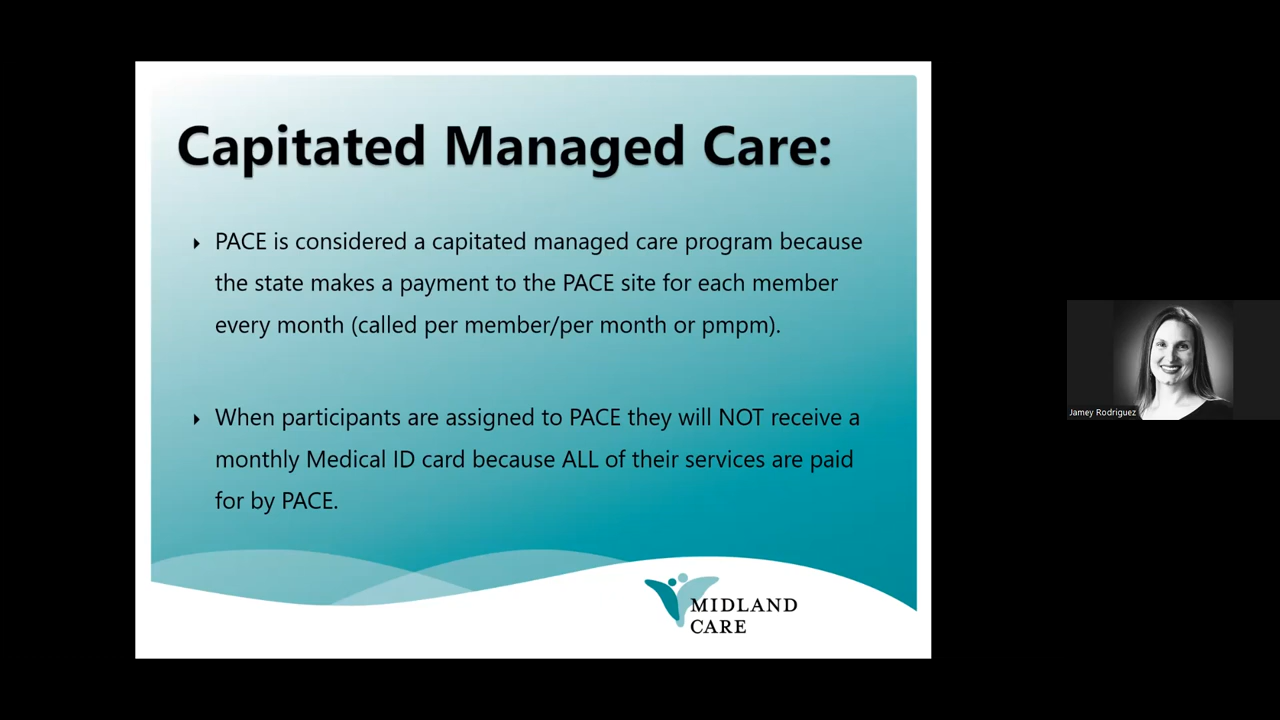 Capitated Managed Care:
PACE is considered a capitated managed care program because
the state makes a payment to the PACE site for each member
every month (called per member/per month or pmpm).
When participants are assigned to PACE they will NOT receive a
monthly Medical ID card because ALL of their services are paid
for by PACE.
MIDLAND
CARE
Jamey Rodriguez